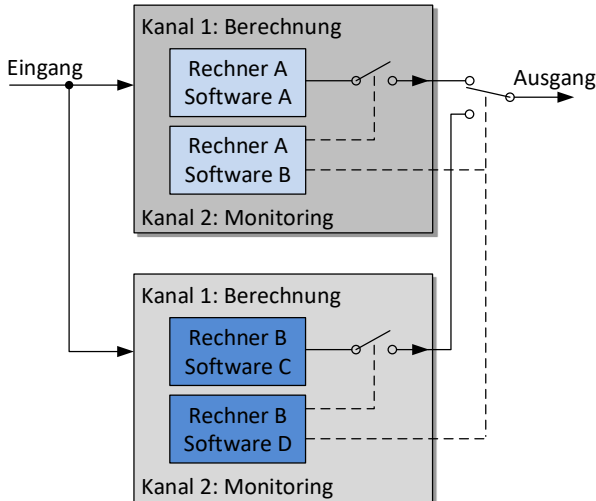 Kanal 1: Berechnung
Eingang
Rechner A
Software A
Ausgang
Rechner A
Software B
Kanal 2: Monitoring
Kanal 1: Berechnung
Rechner B
Software C
Rechner B
Software D
Kanal 2: Monitoring